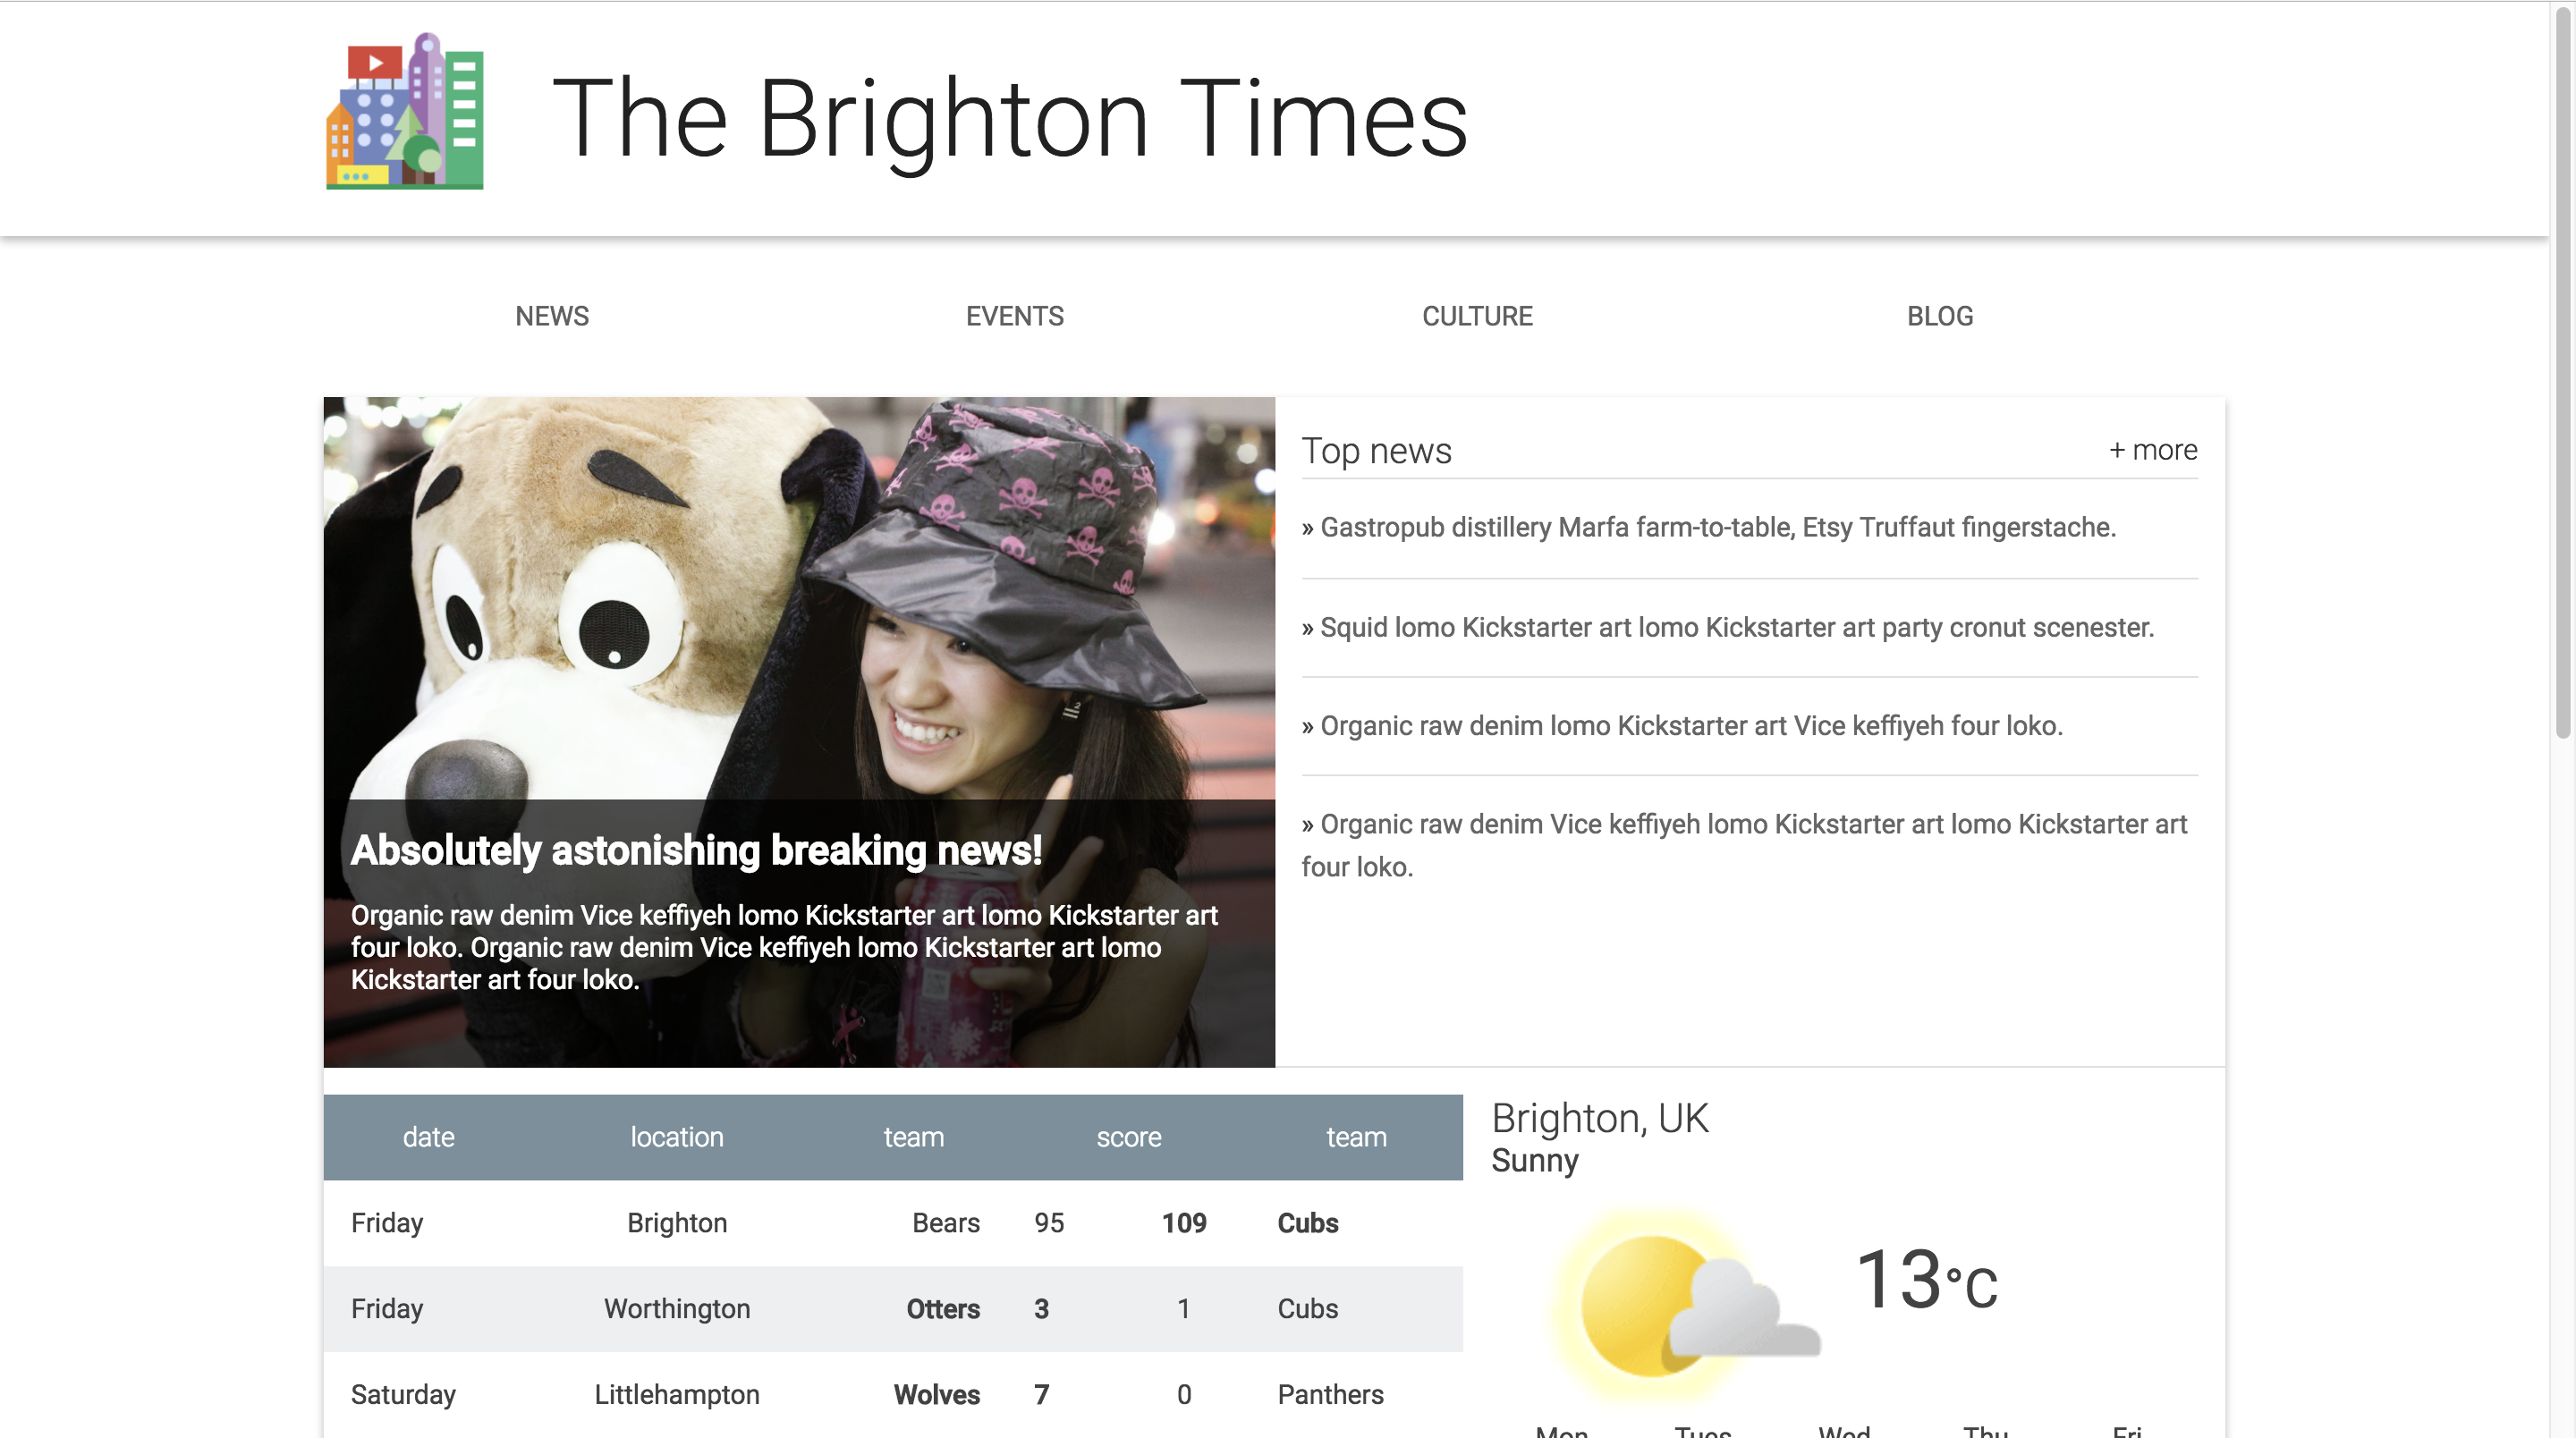 The Brighton Times
NEWS EVENTS CULTURE BLOG
Absolutely astonishing breaking news!
Organic raw denim Vice keffiyeh lomo Kickstarter art lomo Kickstarter art
four loko. Organic raw denim Vice keffiyeh lomo Kickstarter art lomo
Kickstarter art four loko.
Top news + more
» Gastropub distillery Marfa farm-to-table, Etsy Truffaut fingerstache.
» Squid lomo Kickstarter art lomo Kickstarter art party cronut scenester.
» Organic raw denim lomo Kickstarter art Vice keffiyeh four loko.
» Organic raw denim Vice keffiyeh lomo Kickstarter art lomo Kickstarter art
four loko.
date location team score team
Friday Brighton Bears 95 109 Cubs
Friday Worthington Otters 3 1 Cubs
Saturday Littlehampton Wolves 7 0 Panthers
Brighton, UK
Sunny
13°C
Mon Tues Wed Thu Fri